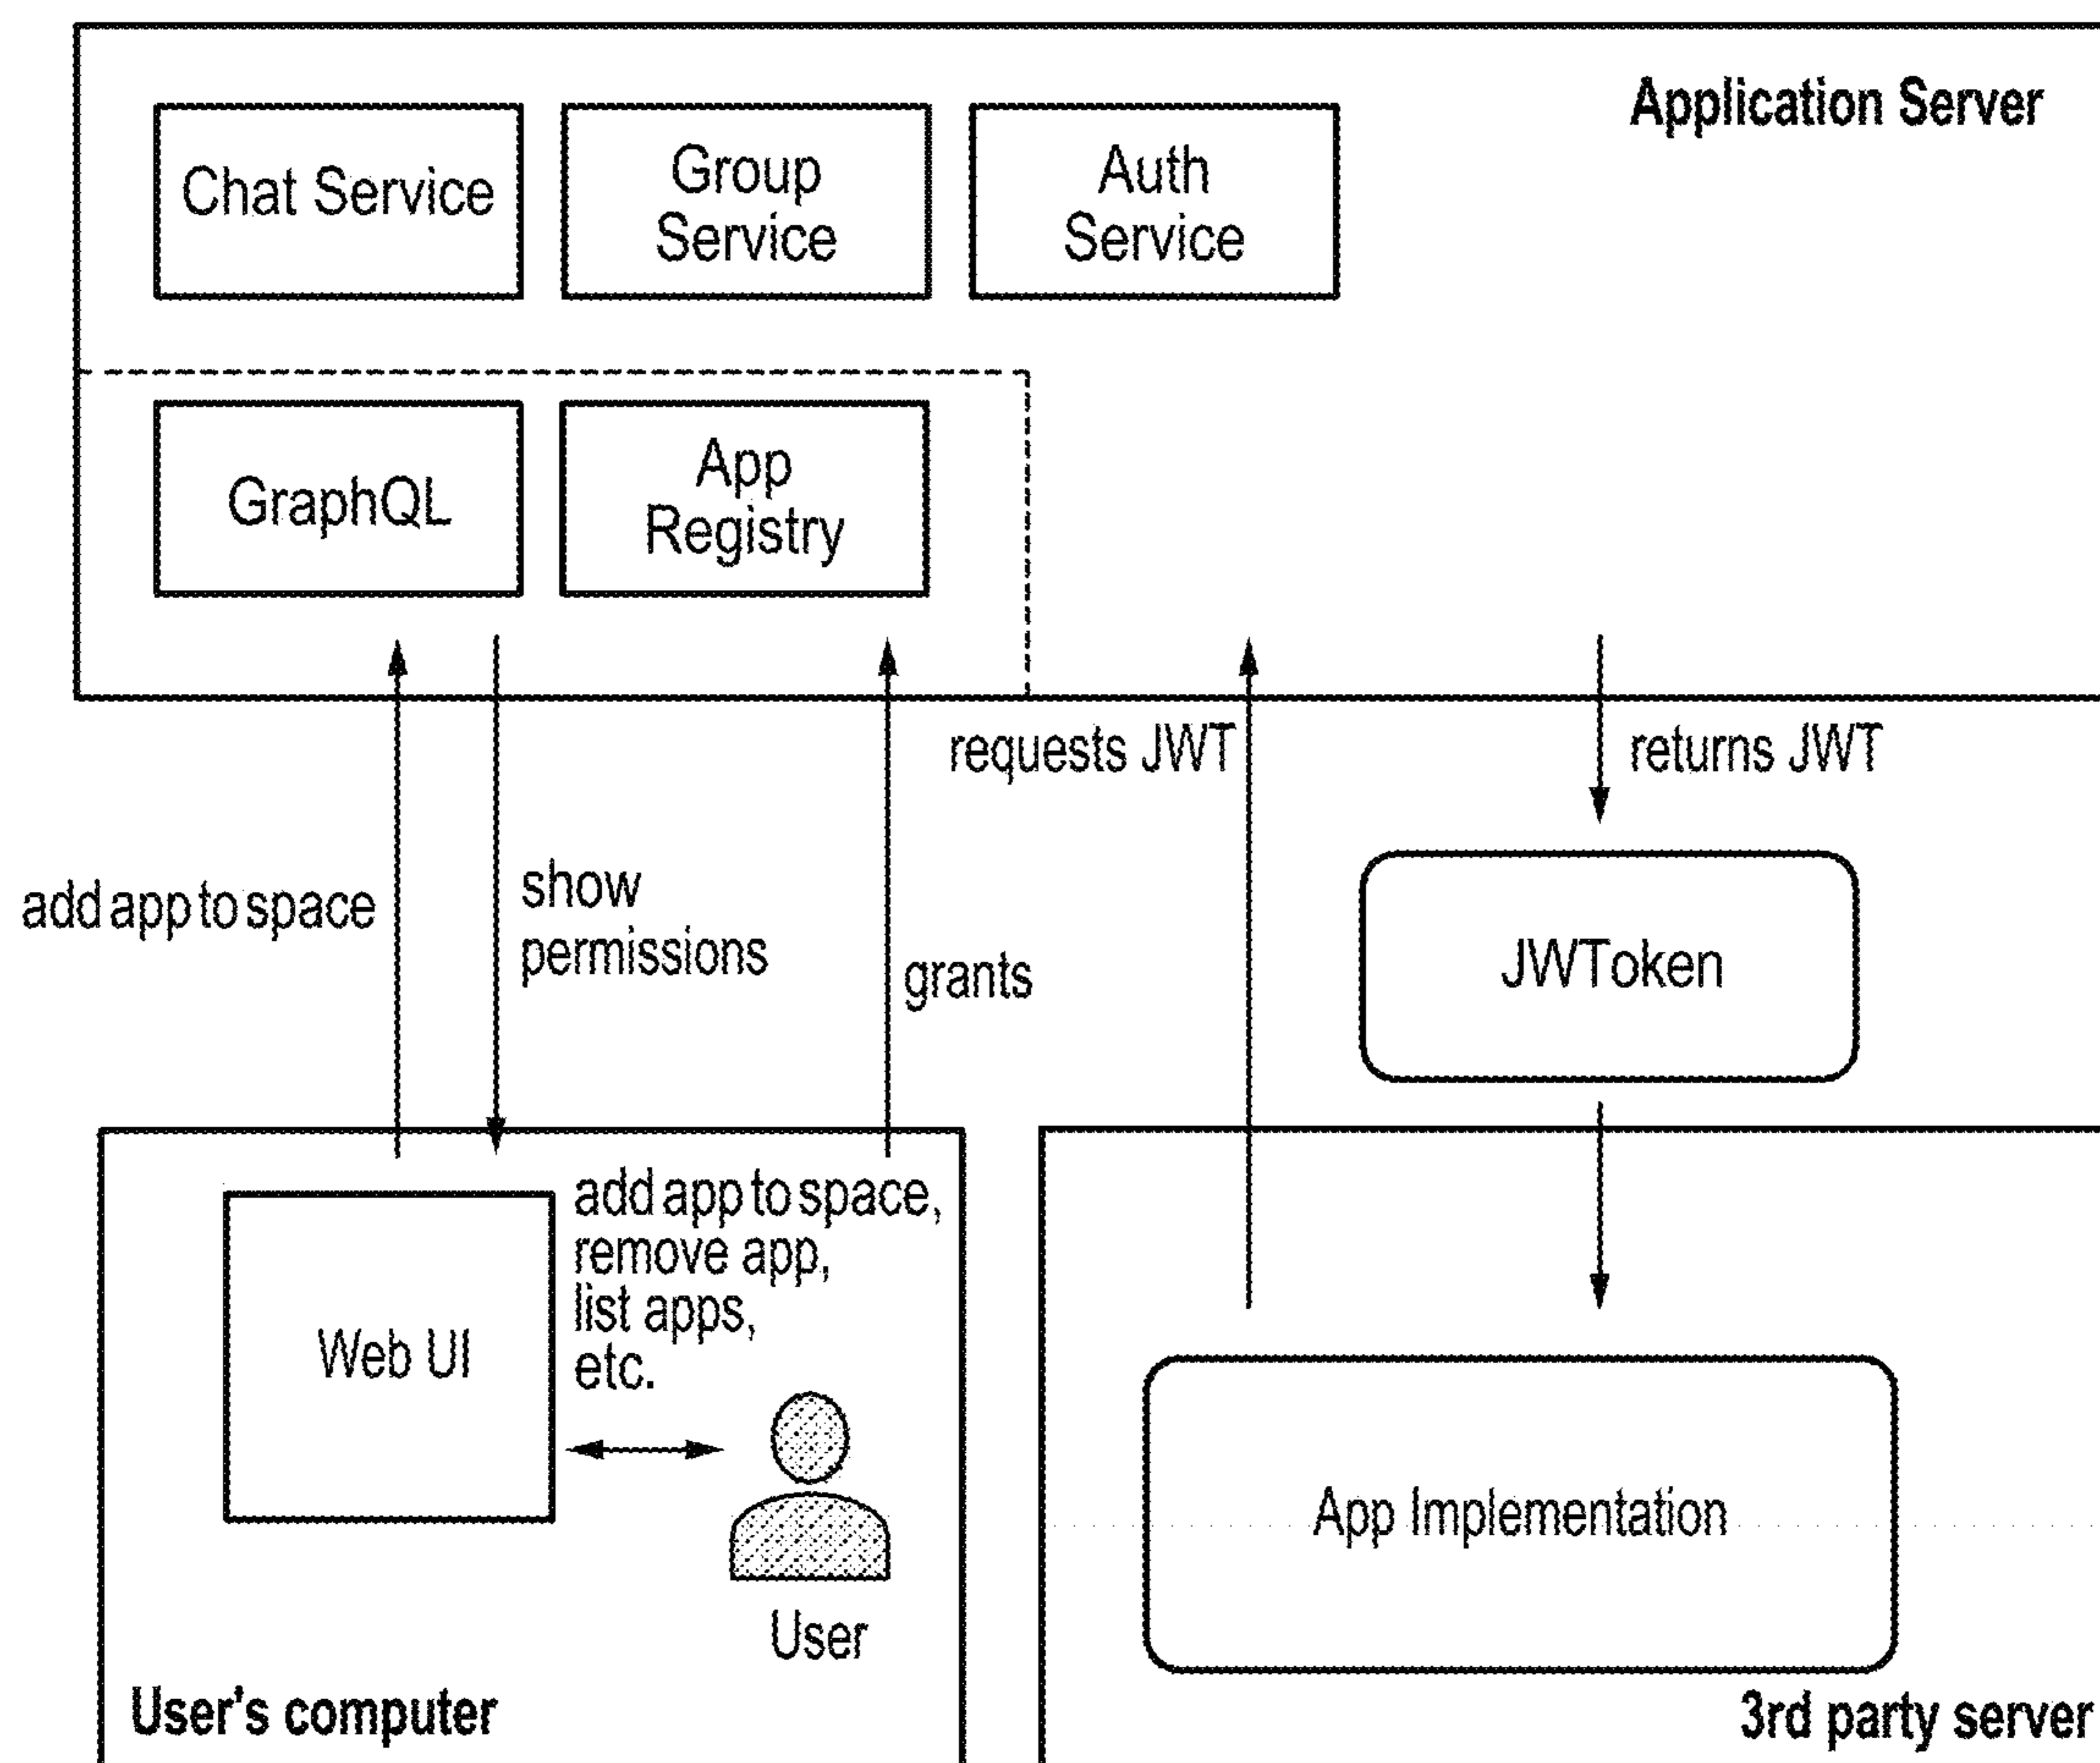 Application Server
Chat Service
Group
Service
Auth
Service
GraphQL
App
Registry
requests JWT
returns JWT
add app to space
show
permissions
grants
JWToken
add app to space,
remove app,
list apps,
etc.
Web UI
User
User's computer
App Implementation
3rd party server